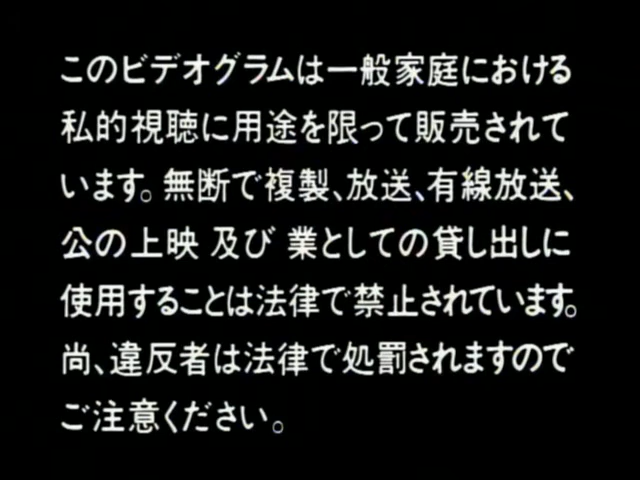 このビデオグラムは一般家庭における
私的視聴に用途を限って販売されて
います。無断で複製、放送、有線放送、
公の上映 及び 業としての貸し出しに
使用することは法律で禁止されています。
尚、違反者は法律で処罰されますので
ご注意ください。